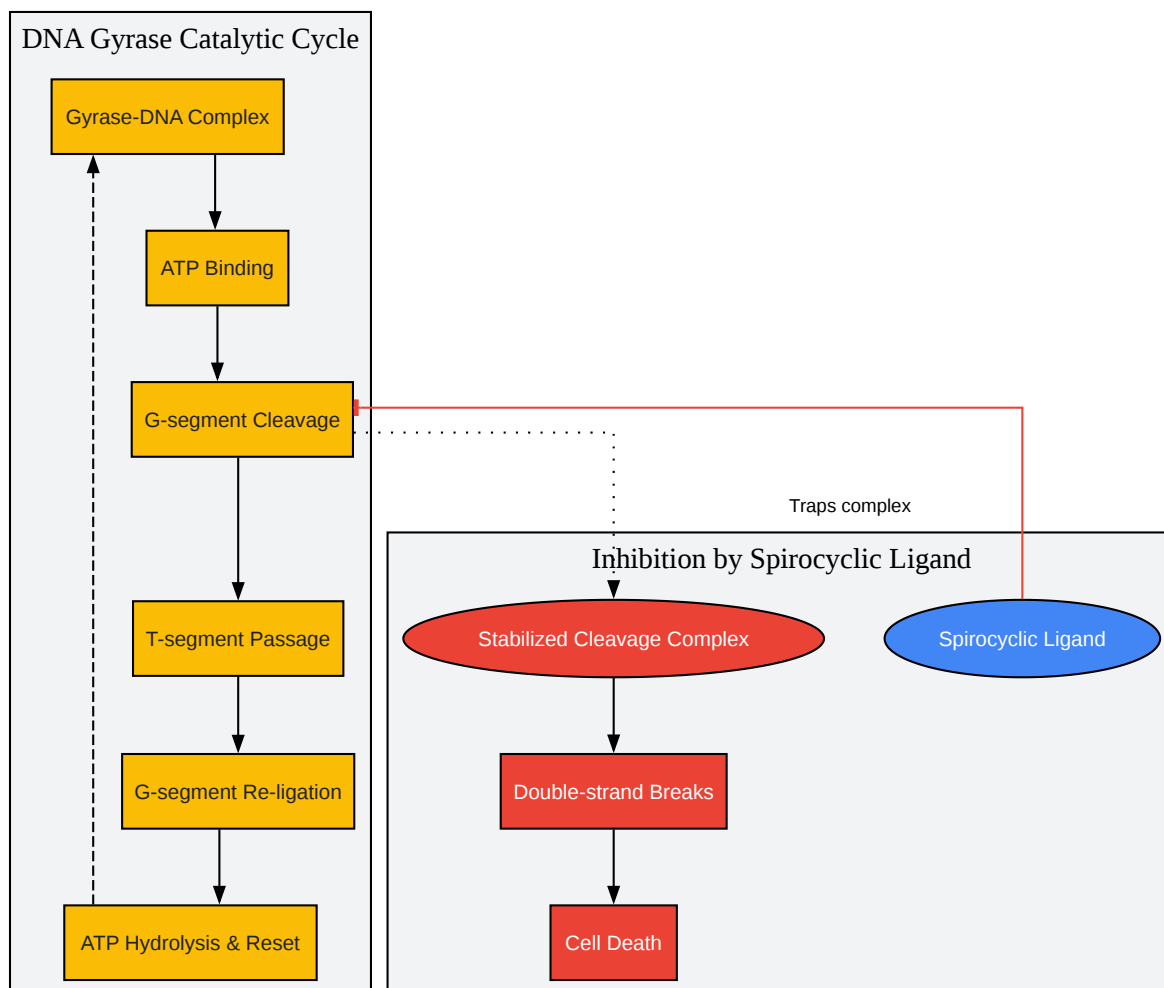 DNA Gyrase Catalytic Cycle
Gyrase-DNA Complex
ATP Binding
G-segment Cleavage
T-segment Passage
G-segment Re-ligation
ATP Hydrolysis & Reset
Traps complex
Inhibition by Spirocyclic Ligand
Stabilized Cleavage Complex
Spirocyclic Ligand
Double-strand Breaks
Cell Death